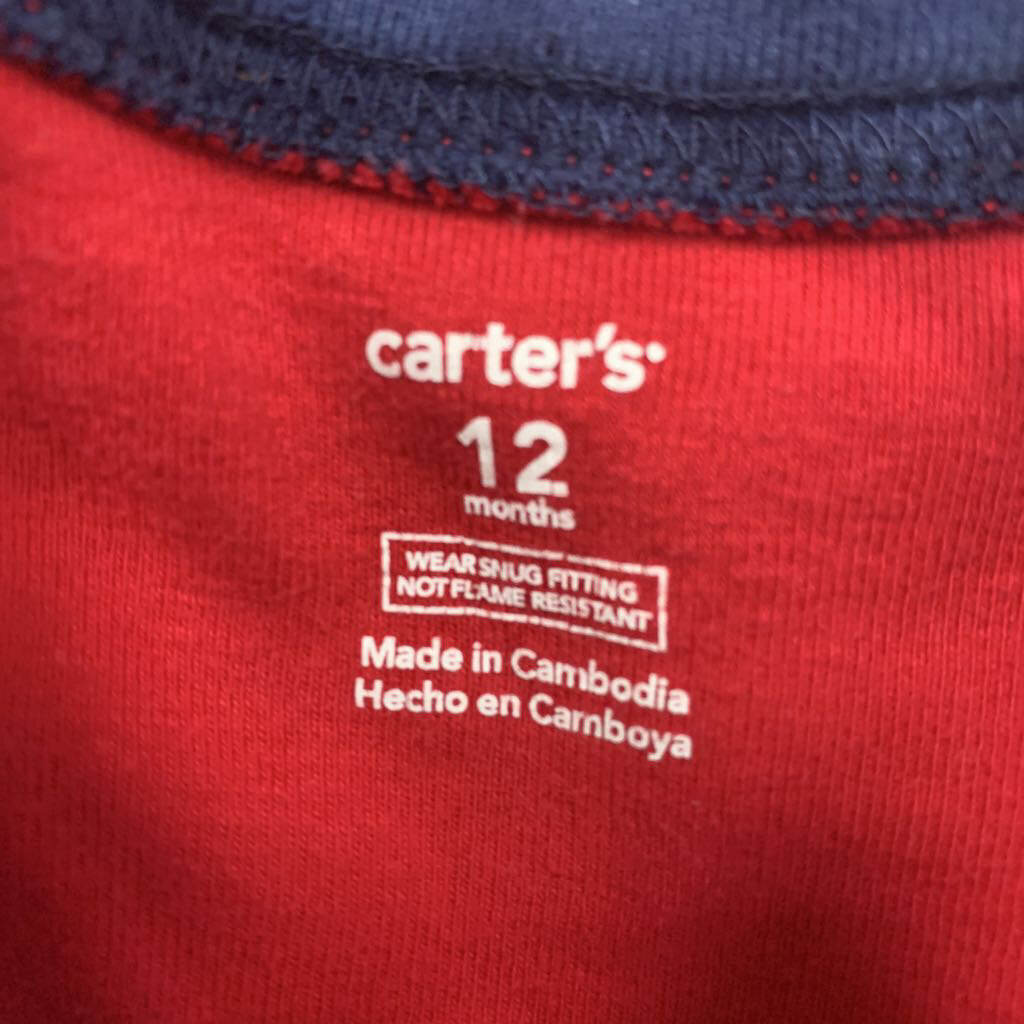 carter's
12
months
WEAR SNUG FITTING
NOT FLAME RESISTANT
Made in Cambodia
Hecho en Camboya